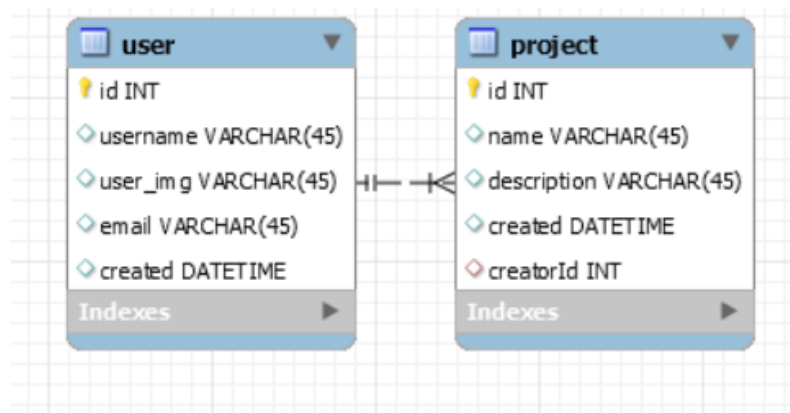 user
id INT
username VARCHAR(45)
user_img VARCHAR(45)
email VARCHAR(45)
created DATETIME
Indexes
project
id INT
name VARCHAR(45)
description VARCHAR(45)
created DATETIME
creatorId INT
Indexes